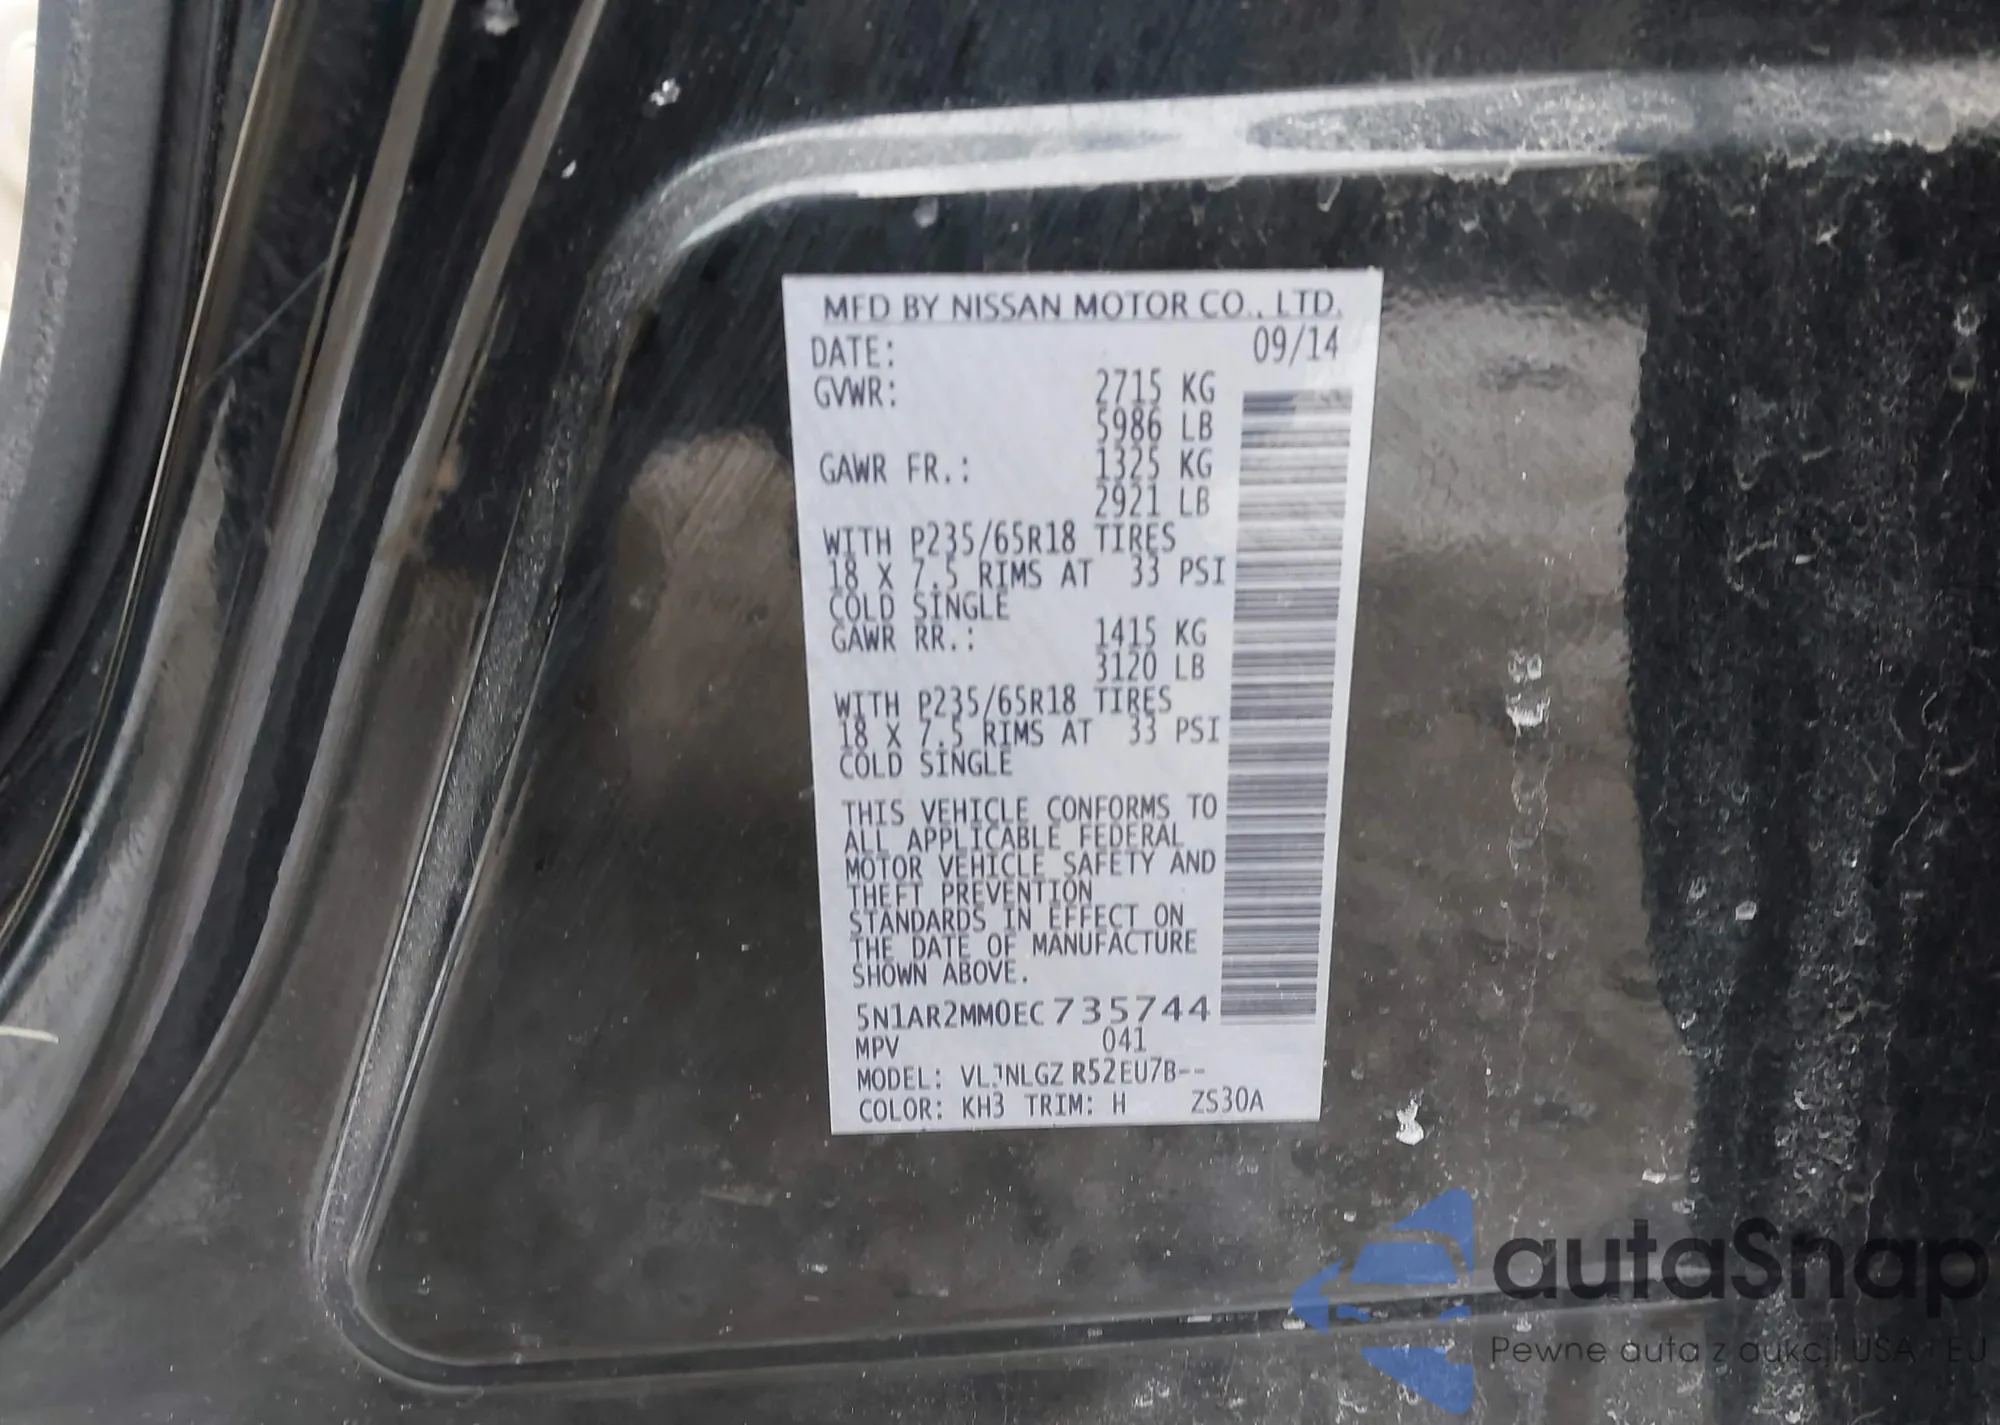 MFD BY NISSAN MOTOR CO., LTD.
DATE: 09/14
GVWR: 2715 KG
5986 LB
GAWR FR.: 1325 KG
2921 LB
WITH P235/65R18 TIRES
18 X 7.5 RIMS AT 33 PSI
COLD SINGLE
GAWR RR.: 1415 KG
3120 LB
WITH P235/65R18 TIRES
18 X 7.5 RIMS AT 33 PSI
COLD SINGLE
THIS VEHICLE CONFORMS TO
ALL APPLICABLE FEDERAL
MOTOR VEHICLE SAFETY AND
THEFT PREVENTION
STANDARDS IN EFFECT ON
THE DATE OF MANUFACTURE
SHOWN ABOVE.
5N1AR2MM0EC735744
MPV 041
MODEL: VLJNLGZ R52EU7B--
COLOR: KH3 TRIM: H ZS30A
autaSnap
Pewne auta z aukcji USA i EU